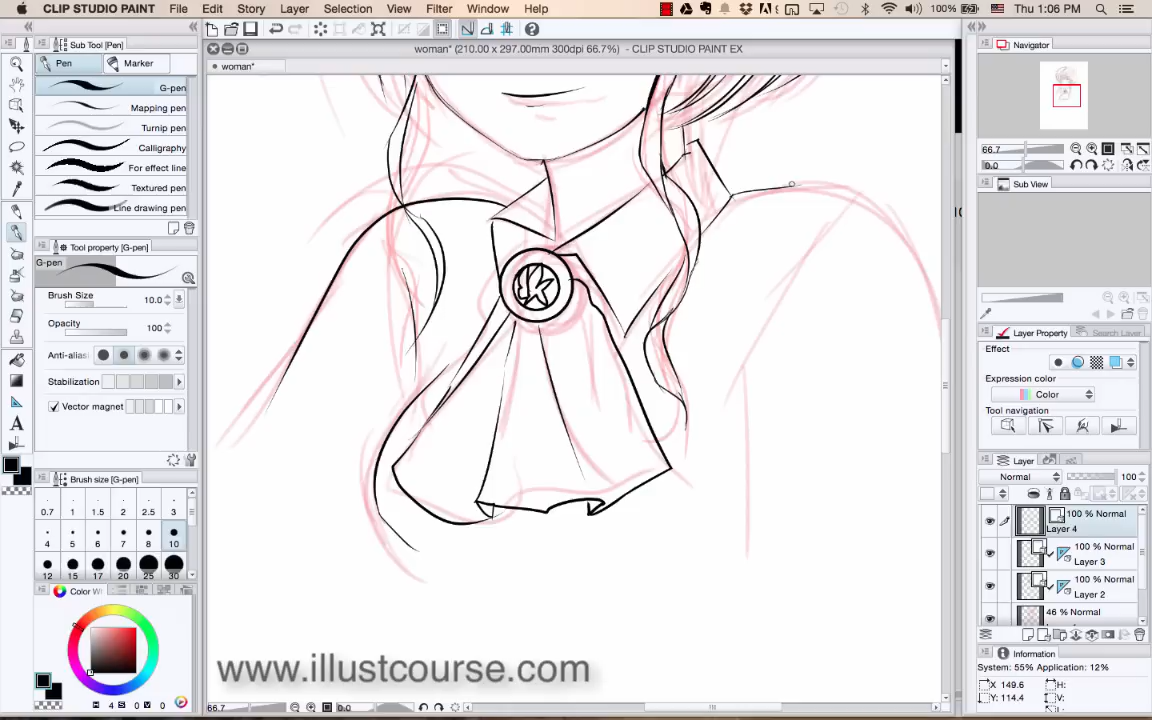 CLIP STUDIO PAINT File Edit Story Layer Selection View Filter Window Help 100% Thu 1:06 PM
woman* (210.00 x 297.00mm 300dpi 66.7%) - CLIP STUDIO PAINT EX
woman*
Sub Tool [Pen]
Pen Marker
G-pen
Mapping pen
Turnip pen
Calligraphy
For effect line
Textured pen
Line drawing pen
Tool property [G-pen]
G-pen
Brush Size 10.0
Opacity 100
Anti-alias
Stabilization
Vector magnet
Brush size [G-pen]
0.7 1 1.5 2 2.5 3
4 5 6 7 8 10
12 15 17 20 25 30
Color W
H 4 S 0 V 0
www.illustcourse.com
66.7 0.0
Navigator
66.7
0.0
Sub View
Layer Property Search Layer
Effect
Expression color
Color
Tool navigation
Layer
Normal 100
100 % Normal
Layer 4
100 % Normal
Layer 3
100 % Normal
Layer 2
46 % Normal
Information
System: 55% Application: 12%
X 149.6 H:
Y: 114.4 V: